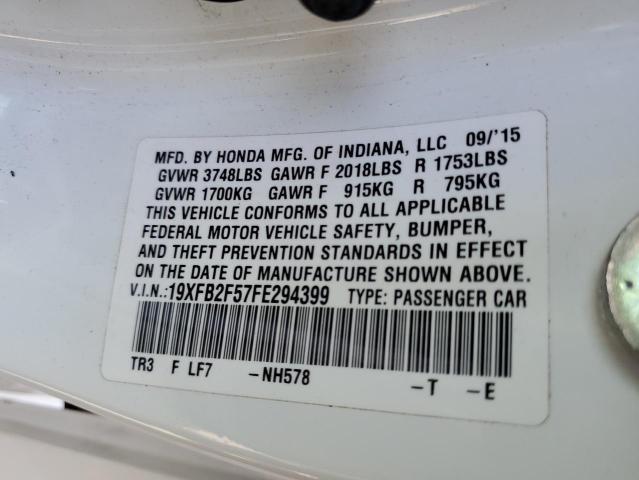 MFD. BY HONDA MFG. OF INDIANA, LLC 09/'15
GVWR 3748LBS GAWR F 2018LBS R 1753LBS
GVWR 1700KG GAWR F 915KG R 795KG
THIS VEHICLE CONFORMS TO ALL APPLICABLE
FEDERAL MOTOR VEHICLE SAFETY, BUMPER,
AND THEFT PREVENTION STANDARDS IN EFFECT
ON THE DATE OF MANUFACTURE SHOWN ABOVE.
V.I.N.:19XFB2F57FE294399 TYPE: PASSENGER CAR
TR3 F LF7 -NH578 -T -E